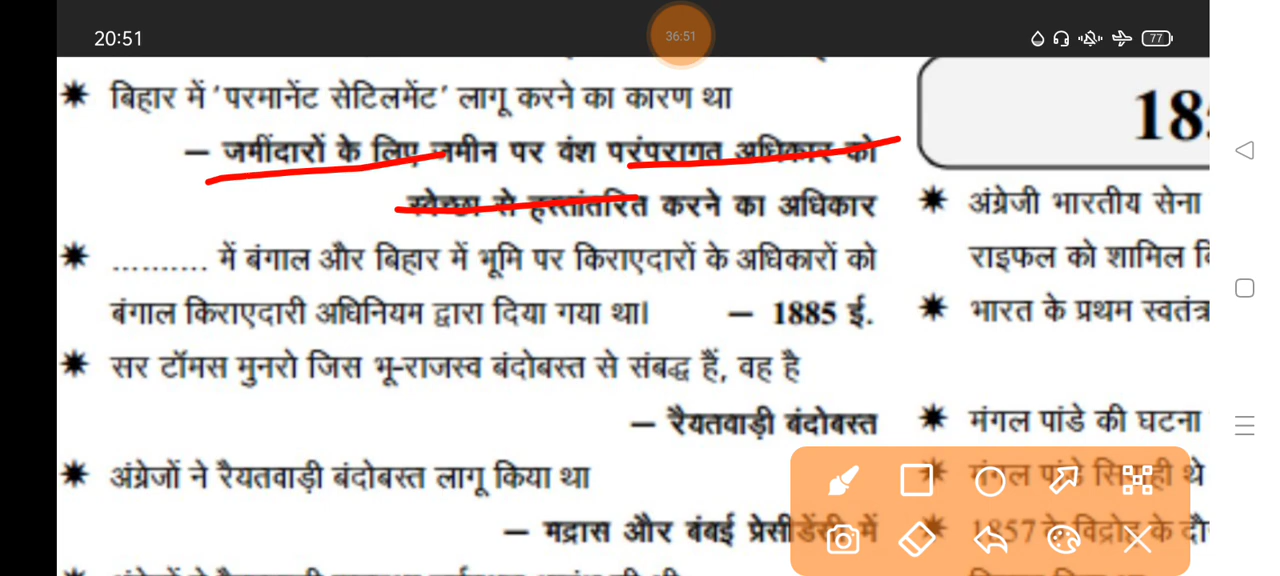 20:51
36:51
77
बिहार में 'परमानेंट सेटिलमेंट' लागू करने का कारण था
– जमींदारों के लिए जमीन पर वंश परंपरागत अधिकार को
स्वेच्छा से हस्तांतरित करने का अधिकार
.......... में बंगाल और बिहार में भूमि पर किराएदारों के अधिकारों को
बंगाल किराएदारी अधिनियम द्वारा दिया गया था। – 1885 ई.
सर टॉमस मुनरो जिस भू-राजस्व बंदोबस्त से संबद्ध हैं, वह है
– रैयतवाड़ी बंदोबस्त
अंग्रेजों ने रैयतवाड़ी बंदोबस्त लागू किया था
– मद्रास और बंबई प्रेसीडेंसी में
18
अंग्रेजी भारतीय सेना
राइफल को शामिल
भारत के प्रथम स्वतंत्र
मंगल पांडे की घटना
मंगल पांडे सिपाही थे
1857 के विद्रोह के